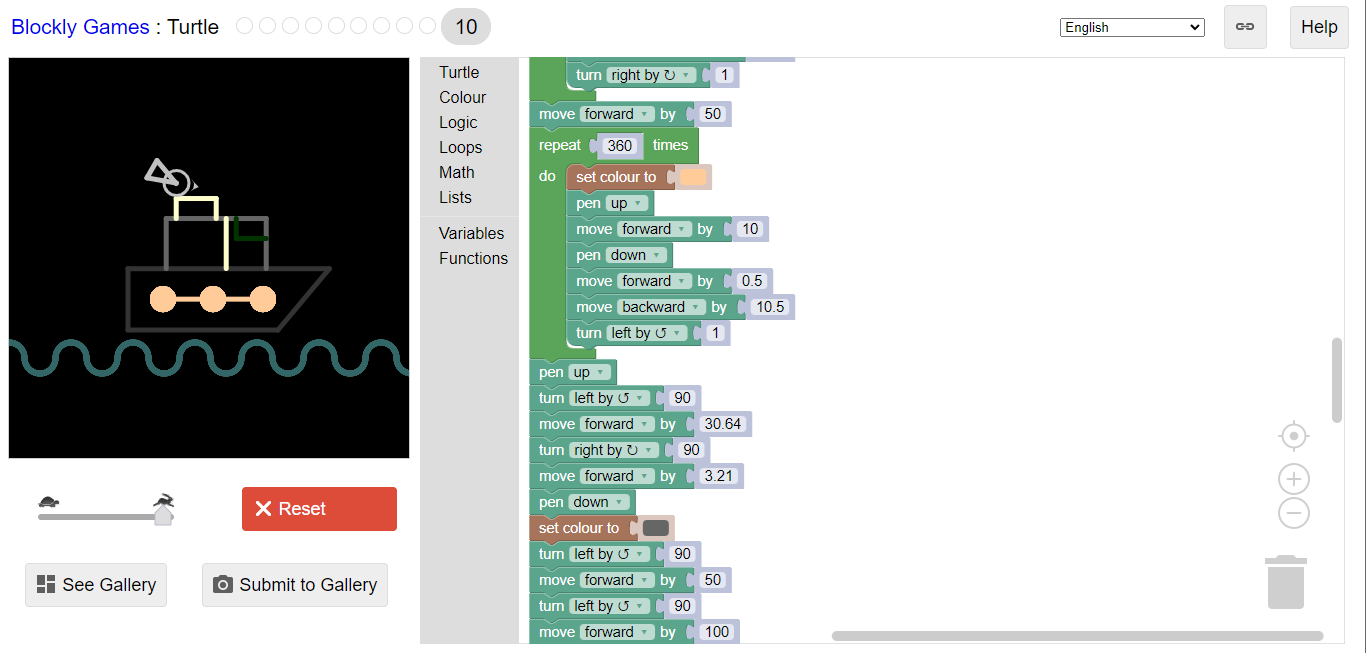 Blockly Games : Turtle 10 English Help
Turtle
Colour
Logic
Loops
Math
Lists
Variables
Functions
turn right by ↻ 1
move forward by 50
repeat 360 times
do set colour to
pen up
move forward by 10
pen down
move forward by 0.5
move backward by 10.5
turn left by ↺ 1
pen up
turn left by ↺ 90
move forward by 30.64
turn right by ↻ 90
move forward by 3.21
pen down
set colour to
turn left by ↺ 90
move forward by 50
turn left by ↺ 90
move forward by 100
Reset
See Gallery
Submit to Gallery